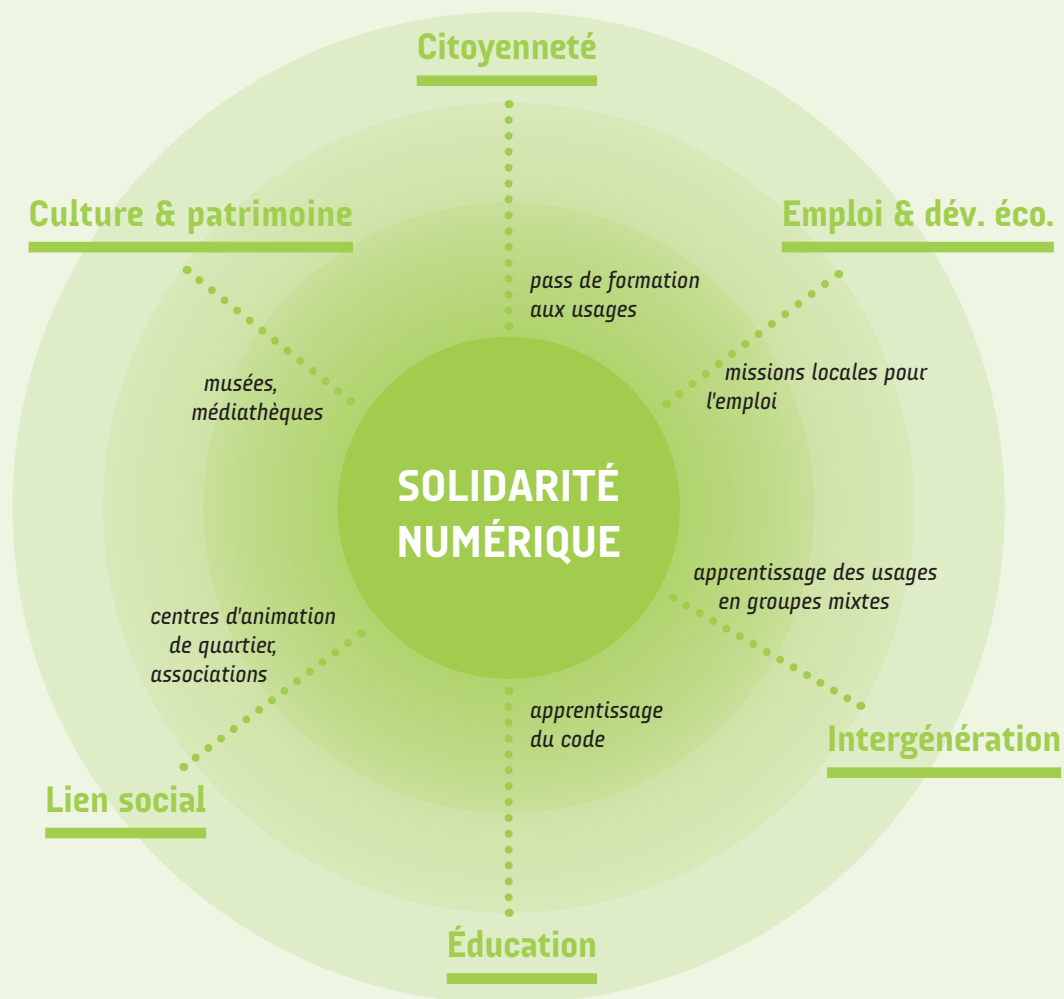 Citoyenneté
Culture & patrimoine
Emploi & dév. éco.
pass de formation
aux usages
musées,
médiathèques
missions locales pour
l'emploi
SOLIDARITÉ
NUMÉRIQUE
apprentissage des usages
en groupes mixtes
centres d'animation
de quartier,
associations
apprentissage
du code
Intergénération
Lien social
Éducation